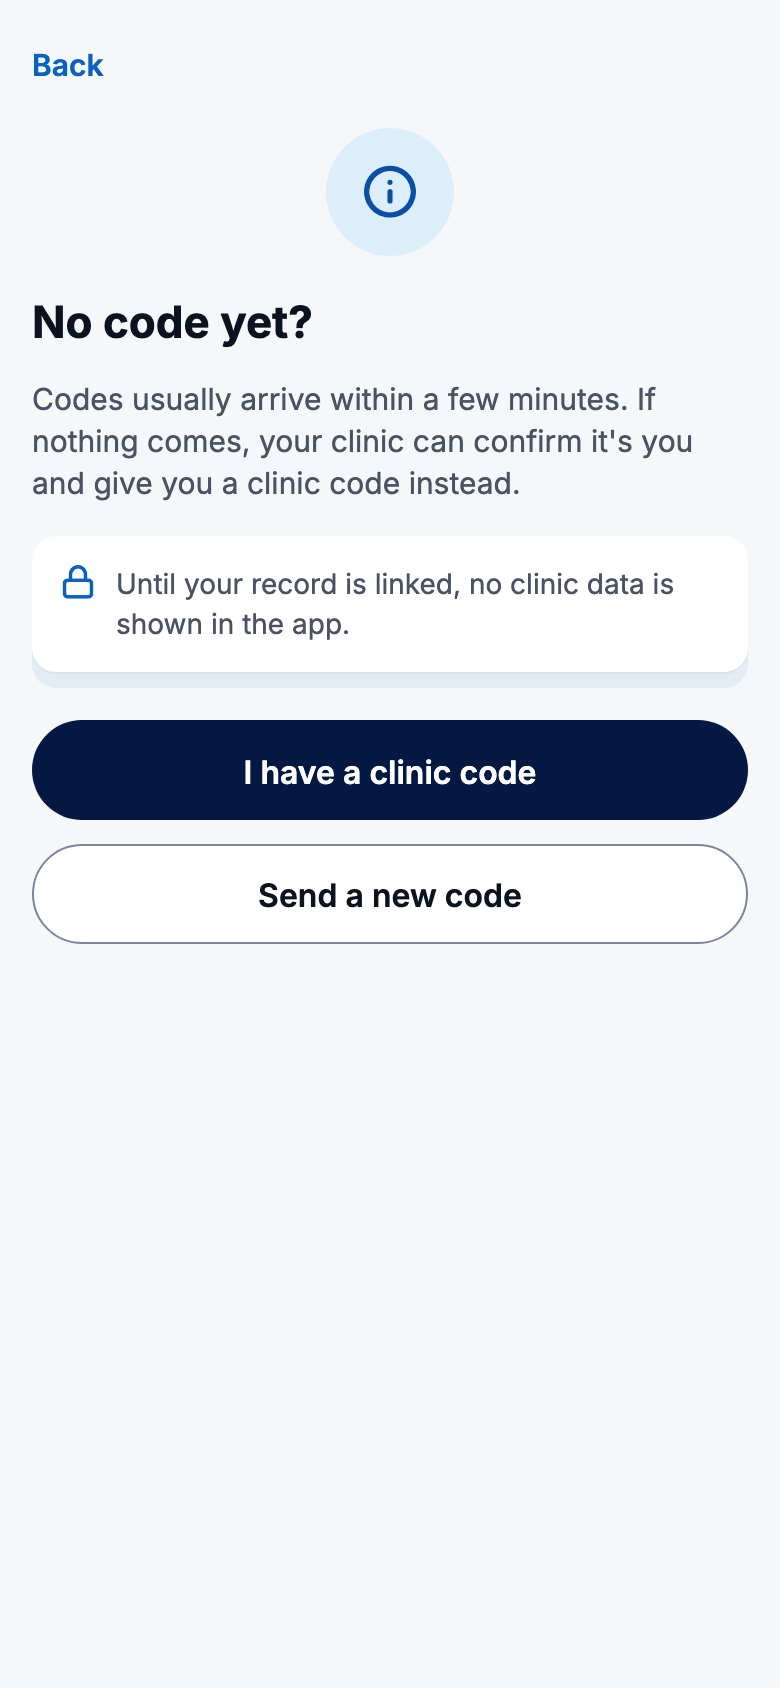 Back
No code yet?
Codes usually arrive within a few minutes. If
nothing comes, your clinic can confirm it's you
and give you a clinic code instead.
Until your record is linked, no clinic data is
shown in the app.
I have a clinic code
Send a new code